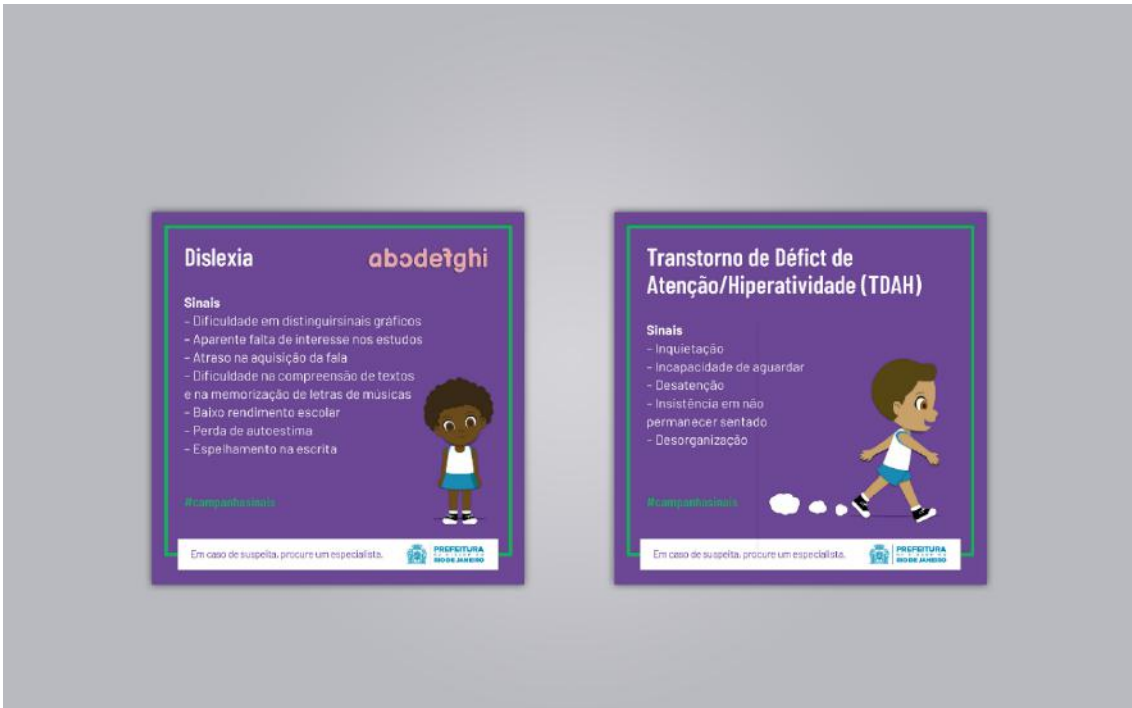 Dislexia
abcdefghi
Sinais
- Dificuldade em distinguirsinais gráficos
- Aparente falta de interesse nos estudos
- Atraso na aquisição da fala
- Dificuldade na compreensão de textos
e na memorização de letras de músicas
- Baixo rendimento escolar
- Perda de autoestima
- Espelhamento na escrita
#campanhasinais
Em caso de suspeita, procure um especialista.
PREFEITURA
RIO DE JANEIRO
Transtorno de Défict de
Atenção/Hiperatividade (TDAH)
Sinais
- Inquietação
- Incapacidade de aguardar
- Desatenção
- Insistência em não
permanecer sentado
- Desorganização
#campanhasinais
Em caso de suspeita, procure um especialista.
PREFEITURA
RIO DE JANEIRO